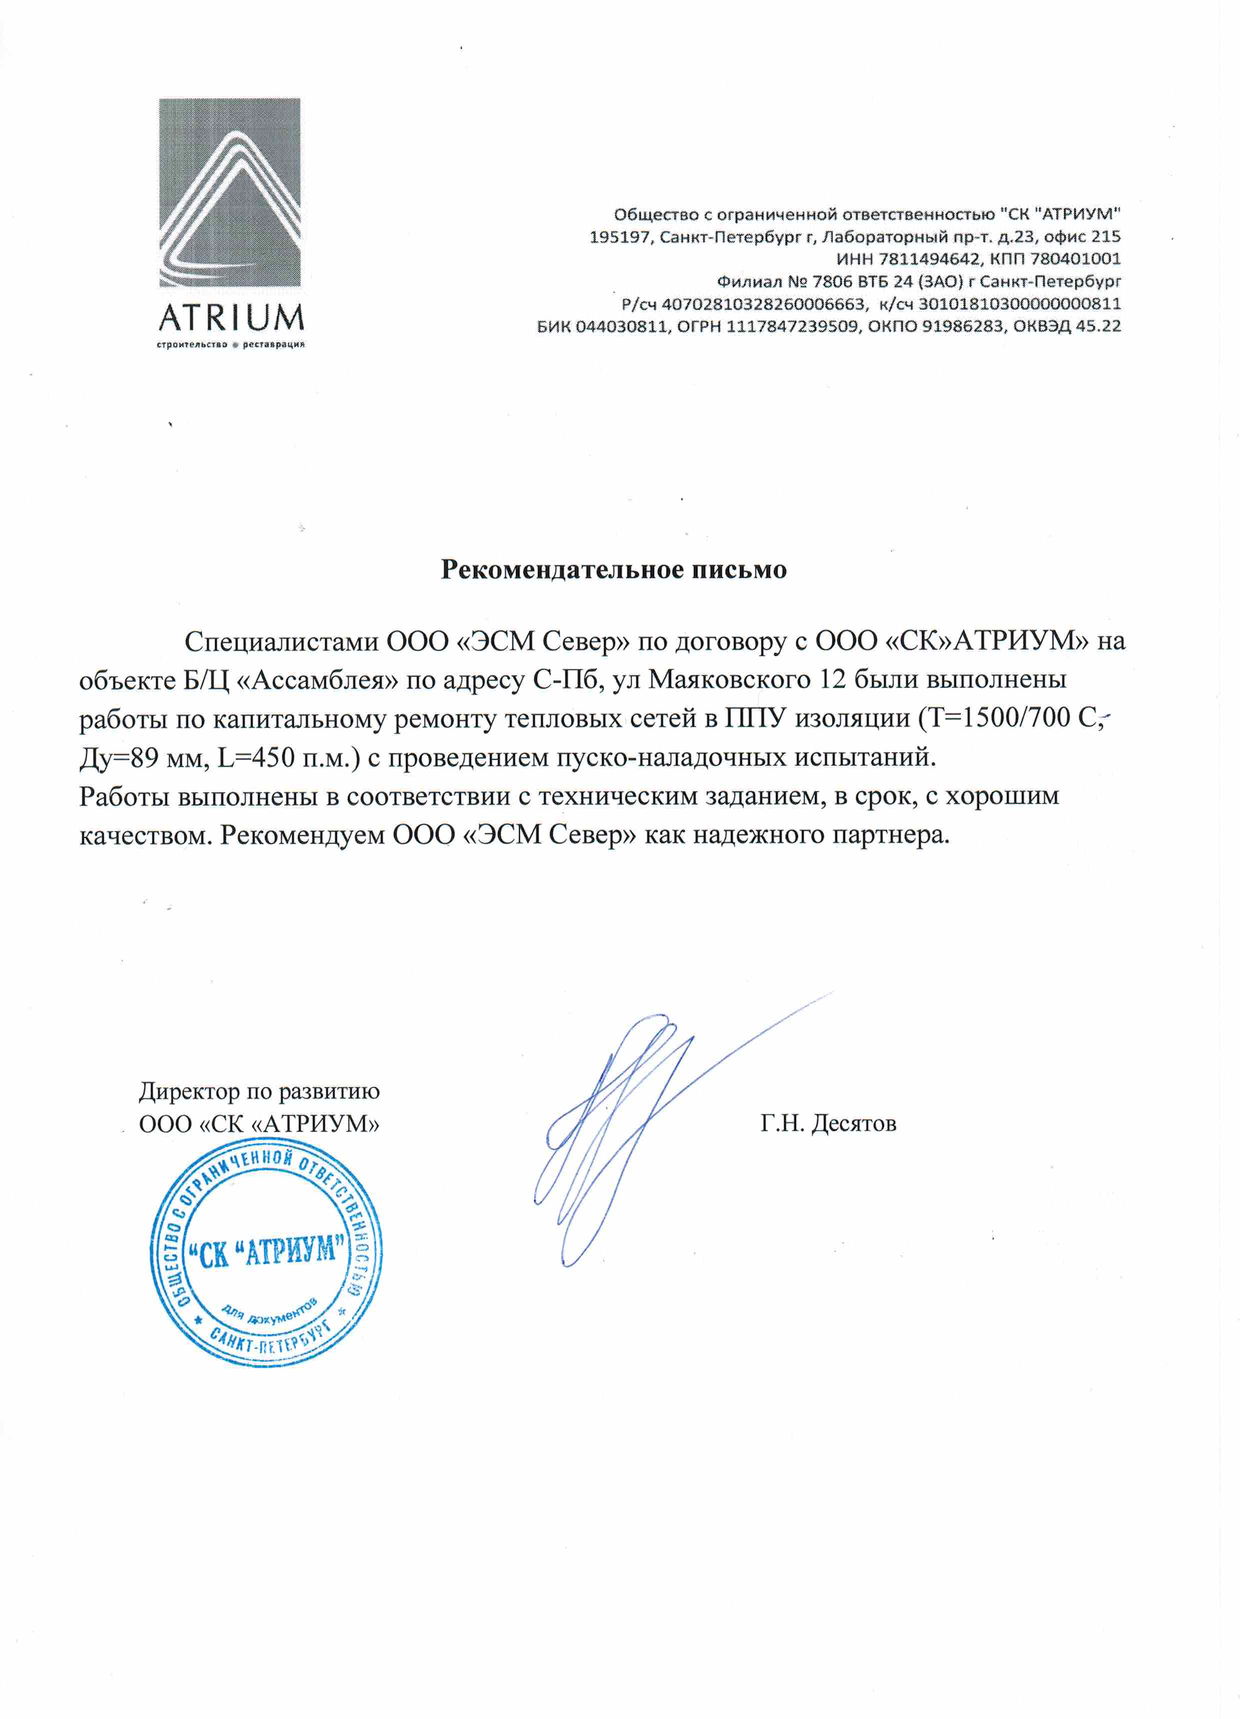 ATRIUM
строительство реставрация
Общество с ограниченной ответственностью "СК "АТРИУМ"
195197, Санкт-Петербург г, Лабораторный пр-т. д.23, офис 215
ИНН 7811494642, КПП 780401001
Филиал № 7806 ВТБ 24 (ЗАО) г Санкт-Петербург
Р/сч 40702810328260006663, к/сч 30101810300000000811
БИК 044030811, ОГРН 1117847239509, ОКПО 91986283, ОКВЭД 45.22
Рекомендательное письмо
Специалистами ООО «ЭСМ Север» по договору с ООО «СК»АТРИУМ» на
объекте Б/Ц «Ассамблея» по адресу С-Пб, ул Маяковского 12 были выполнены
работы по капитальному ремонту тепловых сетей в ППУ изоляции (Т=1500/700 С,
Ду=89 мм, L=450 п.м.) с проведением пуско-наладочных испытаний.
Работы выполнены в соответствии с техническим заданием, в срок, с хорошим
качеством. Рекомендуем ООО «ЭСМ Север» как надежного партнера.
Директор по развитию
ООО «СК «АТРИУМ»
Г.Н. Десятов
ОБЩЕСТВО С ОГРАНИЧЕННОЙ ОТВЕТСТВЕННОСТЬЮ
"СК "АТРИУМ"
для документов
САНКТ-ПЕТЕРБУРГ